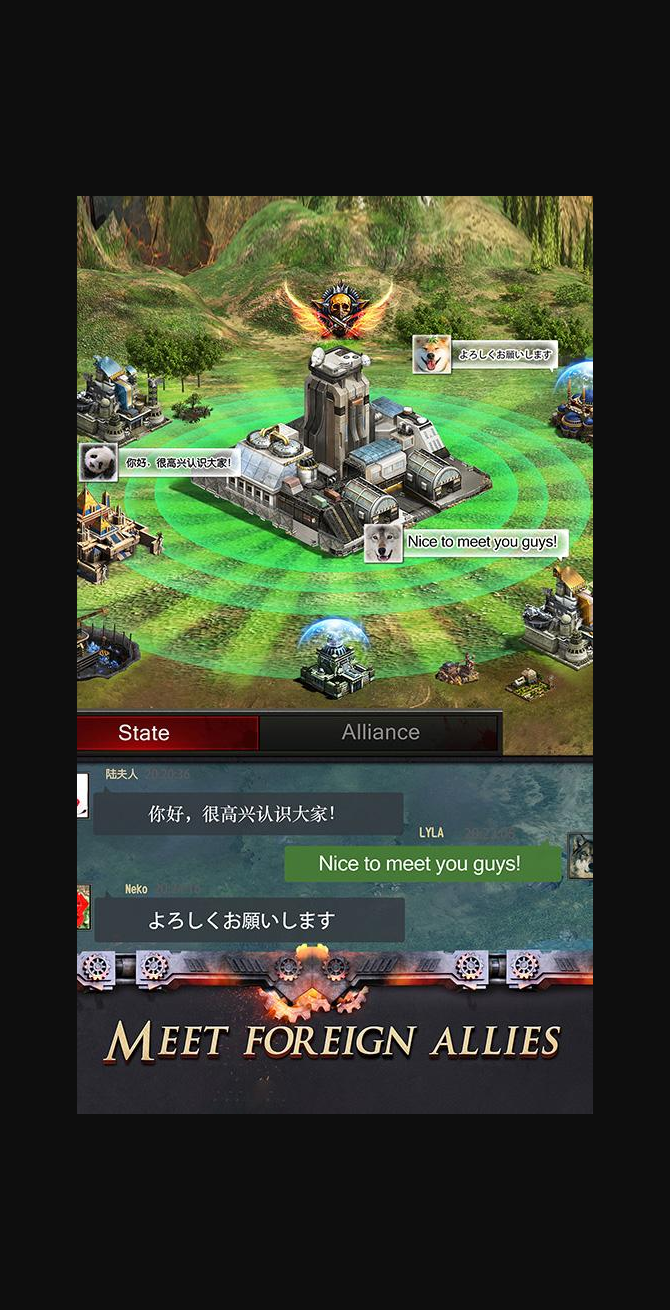 よろしくお願いします
你好，很高兴认识大家！
Nice to meet you guys!
State
Alliance
陆夫人 20:20:36
你好，很高兴认识大家！
LYLA
Nice to meet you guys!
Neko
よろしくお願いします
MEET FOREIGN ALLIES